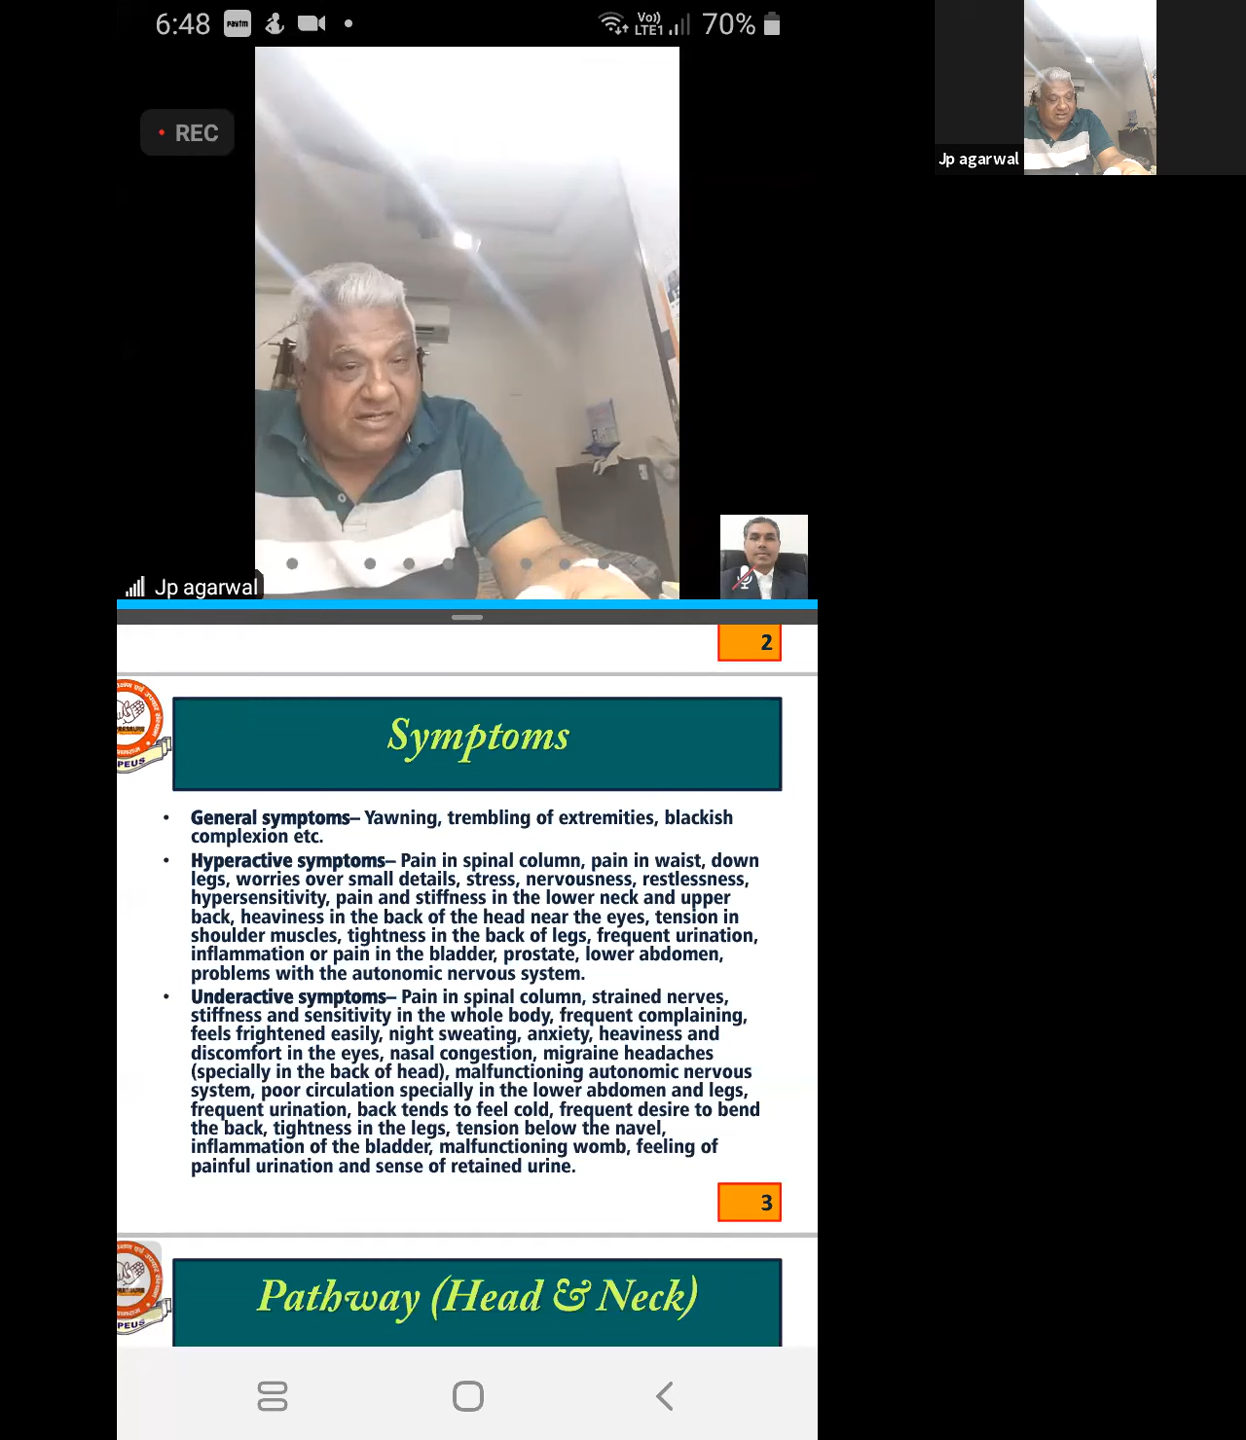 6:48
paytm
Vo))
LTE1
70%
REC
Jp agarwal
Jp agarwal
2
PEUS
Symptoms
• General symptoms– Yawning, trembling of extremities, blackish
complexion etc.
• Hyperactive symptoms– Pain in spinal column, pain in waist, down
legs, worries over small details, stress, nervousness, restlessness,
hypersensitivity, pain and stiffness in the lower neck and upper
back, heaviness in the back of the head near the eyes, tension in
shoulder muscles, tightness in the back of legs, frequent urination,
inflammation or pain in the bladder, prostate, lower abdomen,
problems with the autonomic nervous system.
• Underactive symptoms– Pain in spinal column, strained nerves,
stiffness and sensitivity in the whole body, frequent complaining,
feels frightened easily, night sweating, anxiety, heaviness and
discomfort in the eyes, nasal congestion, migraine headaches
(specially in the back of head), malfunctioning autonomic nervous
system, poor circulation specially in the lower abdomen and legs,
frequent urination, back tends to feel cold, frequent desire to bend
the back, tightness in the legs, tension below the navel,
inflammation of the bladder, malfunctioning womb, feeling of
painful urination and sense of retained urine.
3
PEUS
Pathway (Head & Neck)